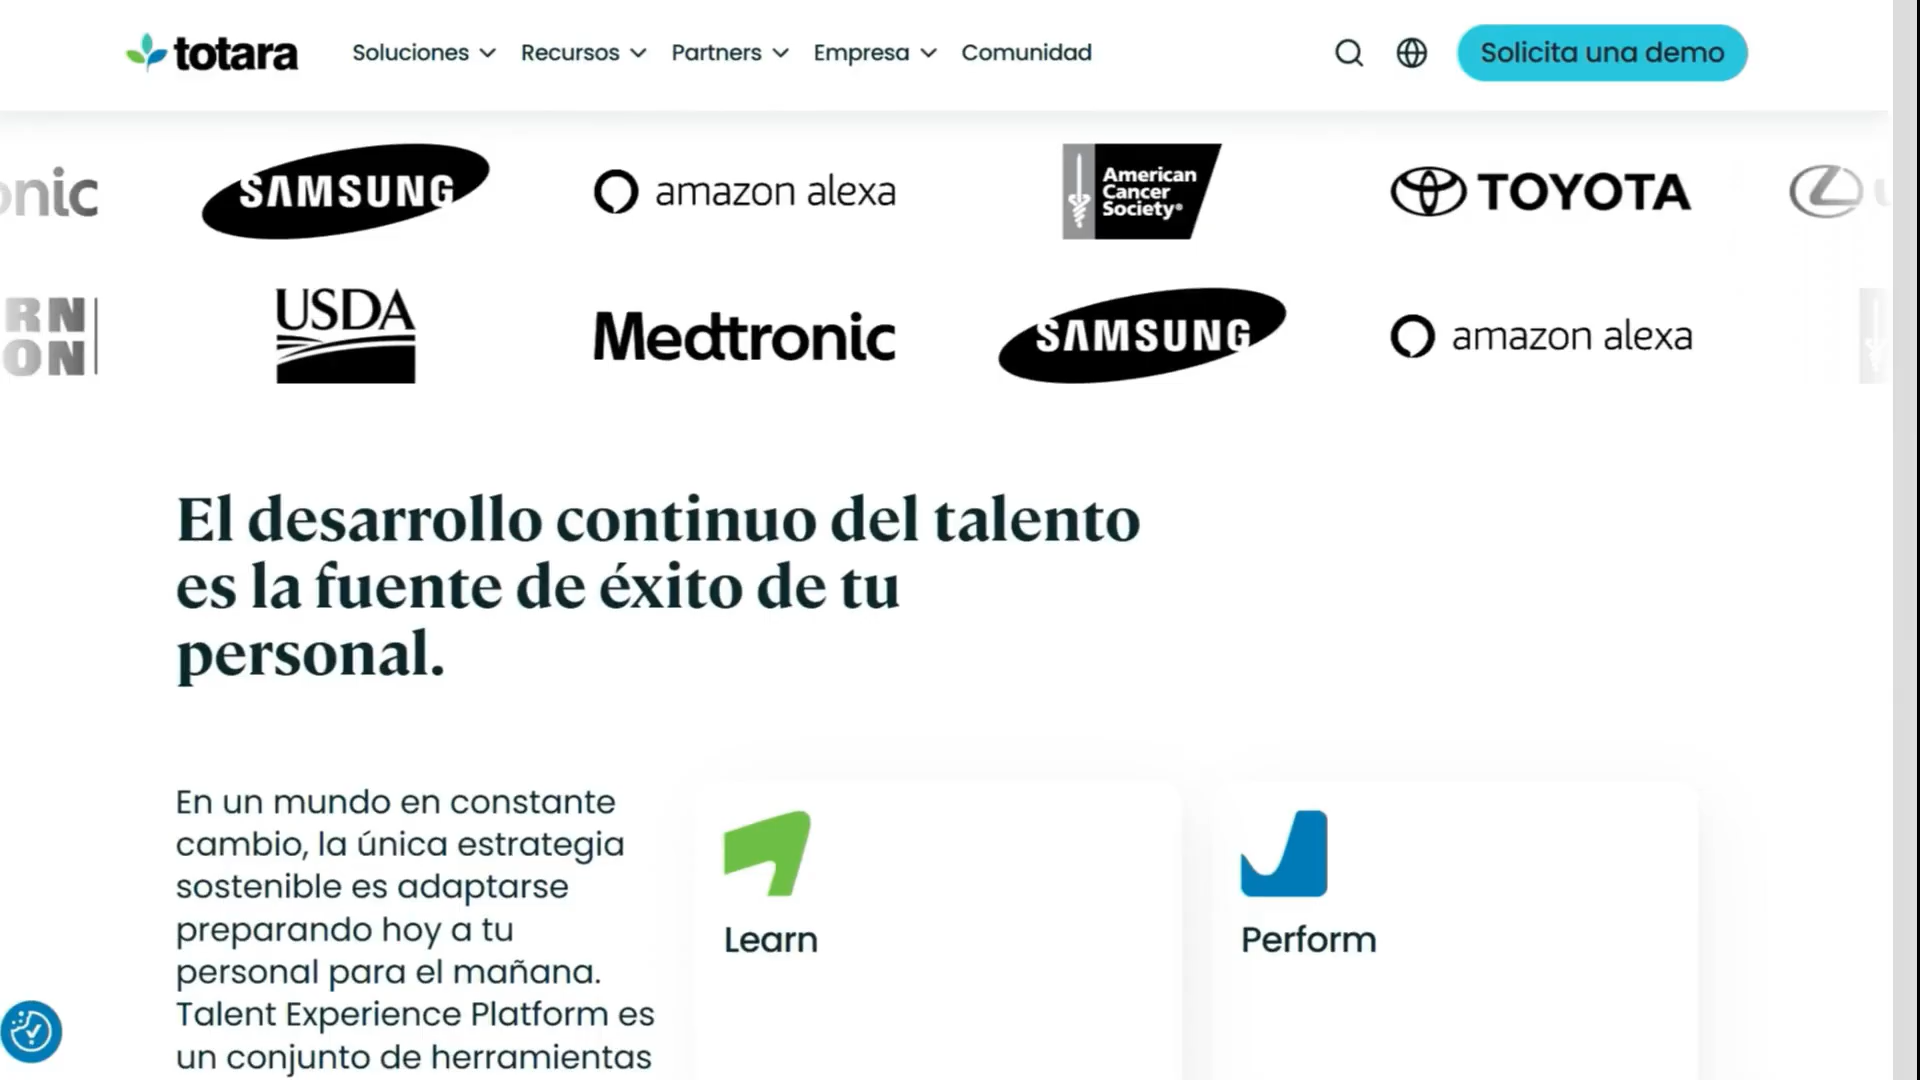 totara
Soluciones
Recursos
Partners
Empresa
Comunidad
Solicita una demo
onic
SAMSUNG
amazon alexa
American
Cancer
Society®
TOYOTA
RN
ON
USDA
Medtronic
SAMSUNG
amazon alexa
El desarrollo continuo del talento
es la fuente de éxito de tu
personal.
En un mundo en constante
cambio, la única estrategia
sostenible es adaptarse
preparando hoy a tu
personal para el mañana.
Talent Experience Platform es
un conjunto de herramientas
Learn
Perform